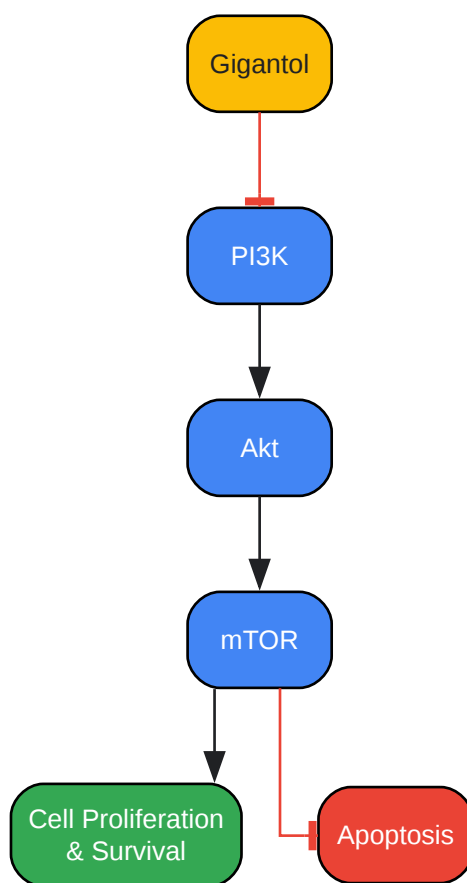 Gigantol
PI3K
Akt
mTOR
Cell Proliferation
& Survival
Apoptosis